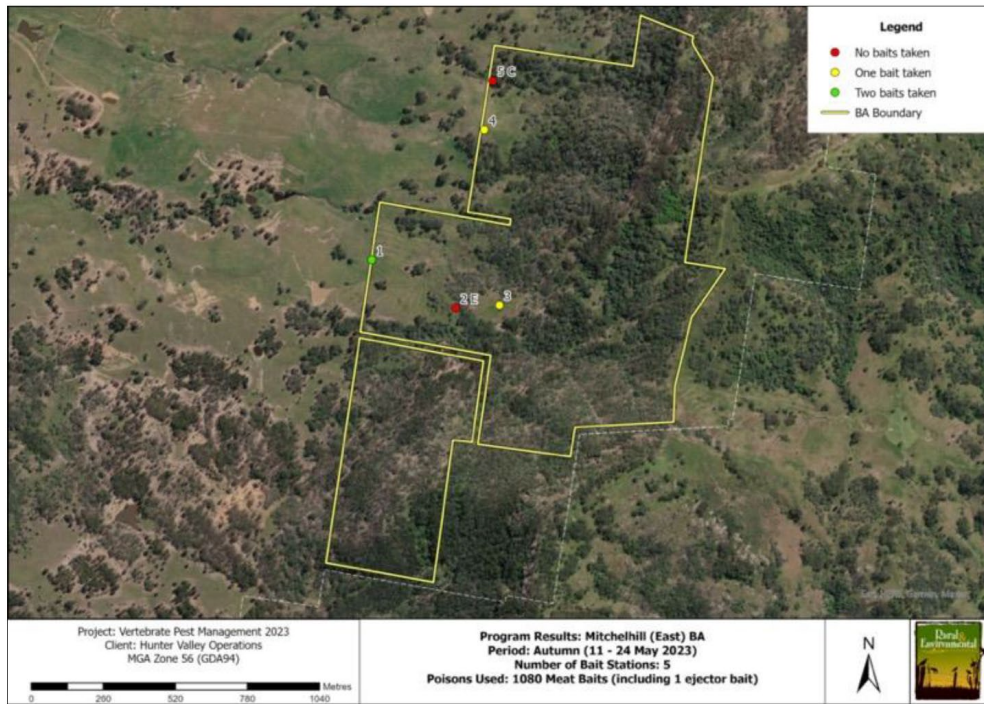 Legend
No baits taken
One bait taken
Two baits taken
BA Boundary
5 C
4
1
2 E
3
Project: Vertebrate Pest Management 2023
Client: Hunter Valley Operations
MGA Zone 56 (GDA94)
Metres
0 260 520 780 1040
Program Results: Mitchelhill (East) BA
Period: Autumn (11 - 24 May 2023)
Number of Bait Stations: 5
Poisons Used: 1080 Meat Baits (including 1 ejector bait)
N
Rural &
Environmental